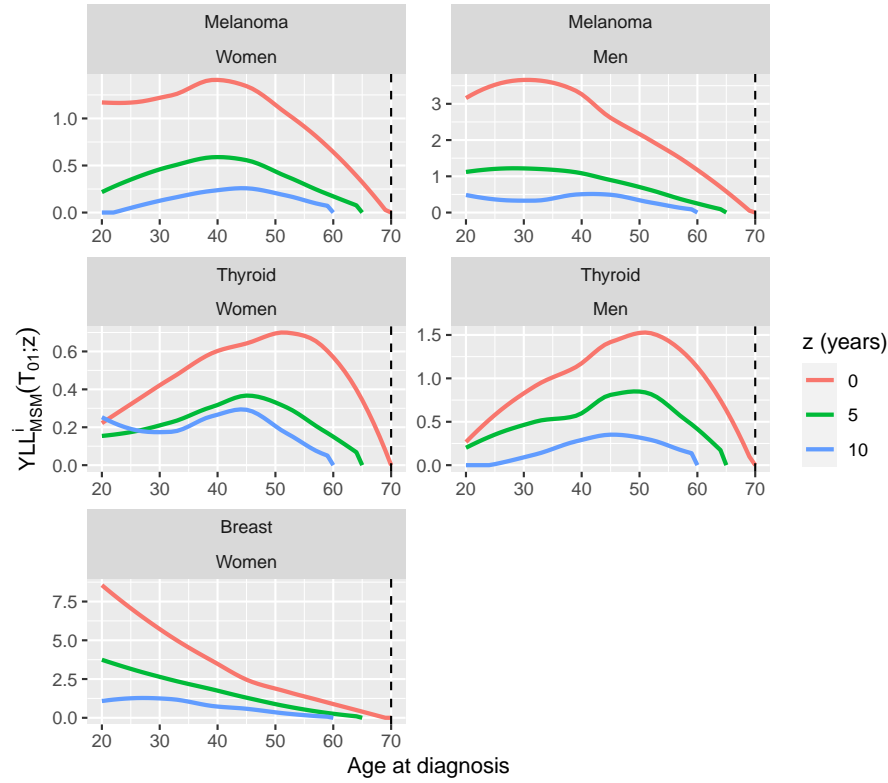 Melanoma
Women
Melanoma
Men
1.0
0.5
0.0
20 30 40 50 60 70
3
2
1
0
20 30 40 50 60 70
Thyroid
Women
Thyroid
Men
0.6
0.4
0.2
0.0
20 30 40 50 60 70
1.5
1.0
0.5
0.0
20 30 40 50 60 70
Breast
Women
7.5
5.0
2.5
0.0
20 30 40 50 60 70
Age at diagnosis
YLL^i_MSM(T_01;z)
z (years)
0
5
10